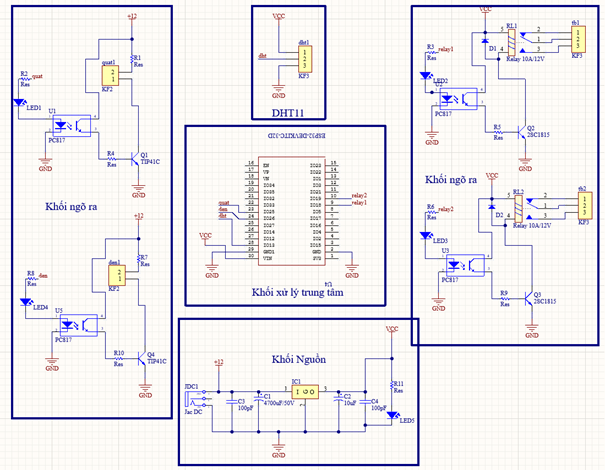 +12
R1
Res
quat1
2
1
KF2
R2
quat
Res
LED1
U1
PC817
R4
Res
Q1
TIP41C
GND
GND
Khối ngõ ra
+12
R7
Res
den1
2
1
KF2
R8
den
Res
LED4
U5
PC817
R10
Res
Q4
TIP41C
GND
GND
VCC
dht1
dht
1
2
3
KF3
GND
DHT11
ESP32-DEVKITC-32D
EN
VP
VN
IO34
IO35
IO32
IO33
IO25
IO26
IO27
IO14
IO12
IO13
GND1
VIN
IO23
IO22
IO1
IO3
IO21
IO19
IO18
IO5
IO17
IO16
IO4
IO0
IO2
IO15
GND2
3V3
quat
den
dht
VCC
relay2
relay1
GND
GND
U4
Khối xử lý trung tâm
Khối Nguồn
+12
VCC
JDC1
Jac DC
C3
100pF
C1
4700uF/50V
IC1
C2
10uF
C4
100pF
R11
Res
LED5
GND
VCC
RL1
tb1
1
2
3
KF3
D1
Relay 10A/12V
R3
relay1
Res
LED2
U2
PC817
R5
Res
Q2
2SC1815
GND
GND
Khối ngõ ra
VCC
RL2
tb2
1
2
3
KF3
D2
Relay 10A/12V
R6
relay2
Res
LED3
U3
PC817
R9
Res
Q3
2SC1815
GND
GND